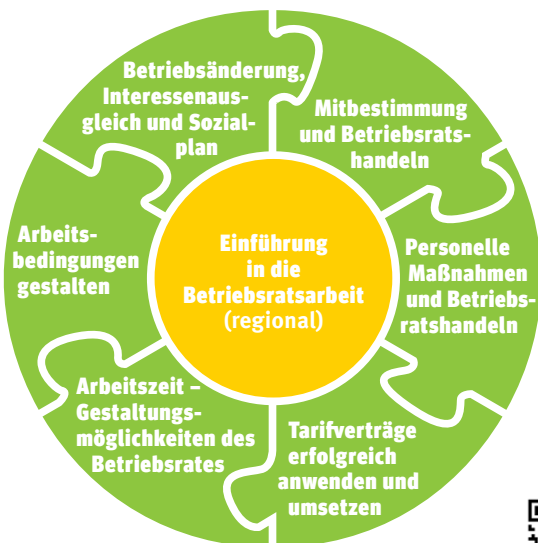 Betriebsänderung,
Interessenaus-
gleich und Sozial-
plan
Mitbestimmung
und Betriebsrats-
handeln
Personelle
Maßnahmen
und Betriebs-
ratshandeln
Tarifverträge
erfolgreich
anwenden und
umsetzen
Arbeitszeit –
Gestaltungs-
möglichkeiten des
Betriebsrates
Arbeits-
bedingungen
gestalten
Einführung
in die
Betriebsratsarbeit
(regional)